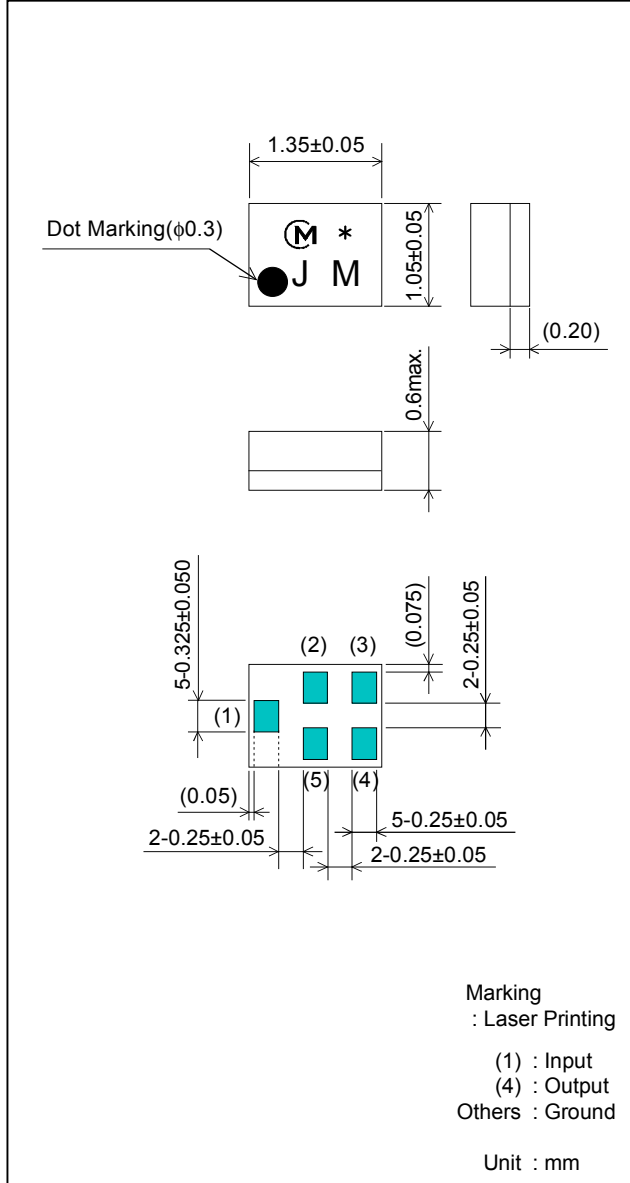 1.35±0.05
Dot Marking(ϕ0.3)
M *
J M
1.05±0.05
(0.20)
0.6max.
5-0.325±0.050
(0.075)
2-0.25±0.05
(2) (3)
(1)
(5) (4)
(0.05)
5-0.25±0.05
2-0.25±0.05
2-0.25±0.05
Marking
: Laser Printing
(1) : Input
(4) : Output
Others : Ground
Unit : mm